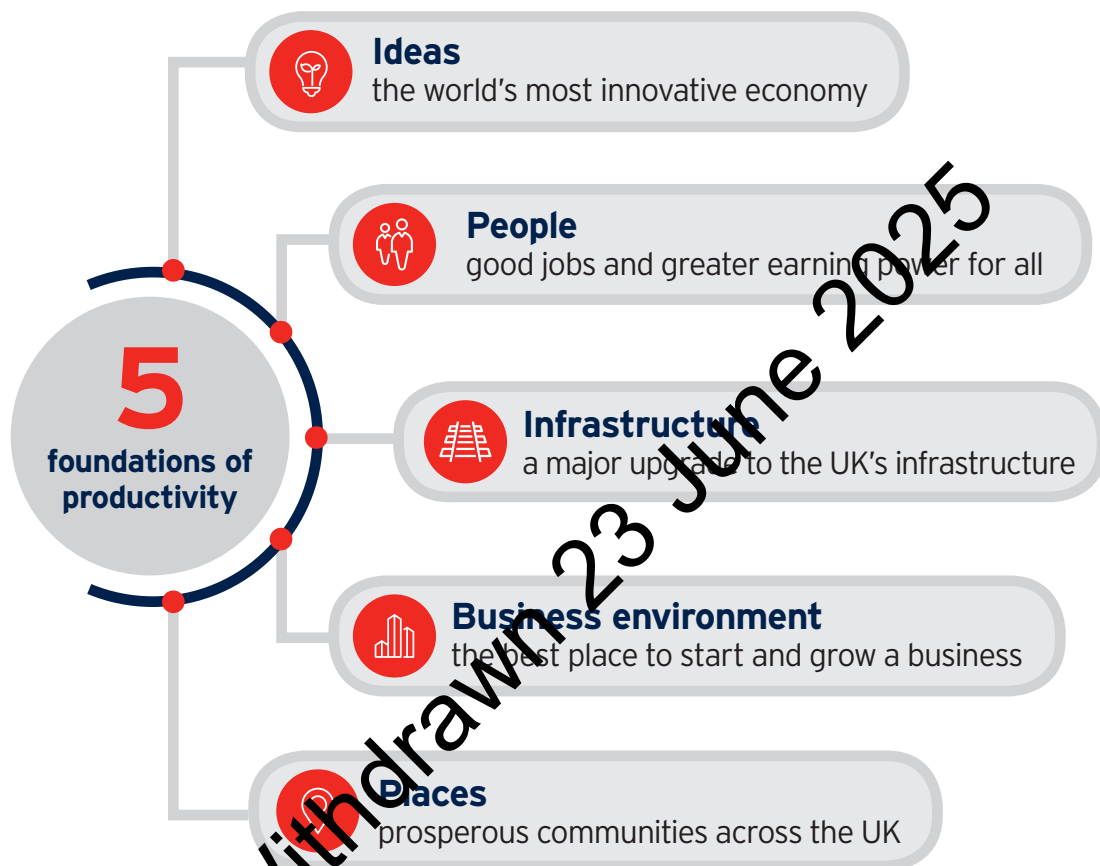 Ideas
the world's most innovative economy
People
good jobs and greater earning power for all
5
foundations of
productivity
Infrastructure
a major upgrade to the UK's infrastructure
Business environment
the best place to start and grow a business
Places
prosperous communities across the UK
Withdrawn 23 June 2025